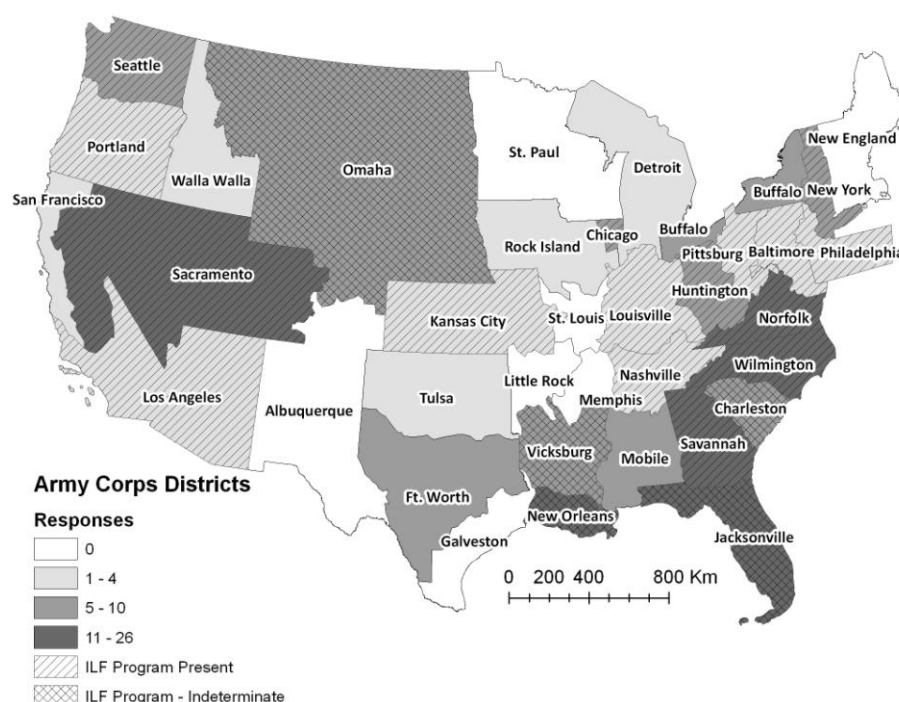 Seattle
Portland
Walla Walla
San Francisco
Omaha
St. Paul
Detroit
New England
Buffalo
New York
Buffalo
Chicago
Rock Island
Pittsburg
Baltimore
Philadelphia
Sacramento
Huntington
Kansas City
St. Louis
Louisville
Norfolk
Wilmington
Nashville
Little Rock
Memphis
Los Angeles
Albuquerque
Tulsa
Charleston
Savannah
Vicksburg
Mobile
Ft. Worth
New Orleans
Galveston
Jacksonville
Army Corps Districts
Responses
0
1 - 4
5 - 10
11 - 26
ILF Program Present
ILF Program - Indeterminate
0 200 400 800 Km